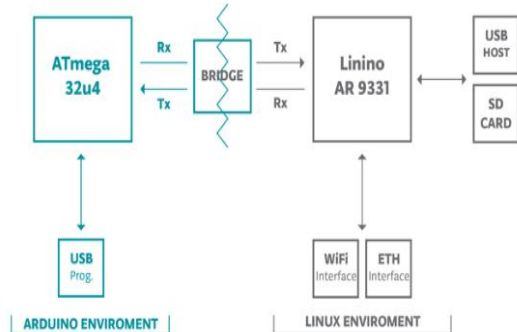 ATmega
32u4
Rx
Tx
BRIDGE
Tx
Rx
Linino
AR 9331
USB
HOST
SD
CARD
USB
Prog.
WiFi
Interface
ETH
Interface
ARDUINO ENVIROMENT
LINUX ENVIROMENT